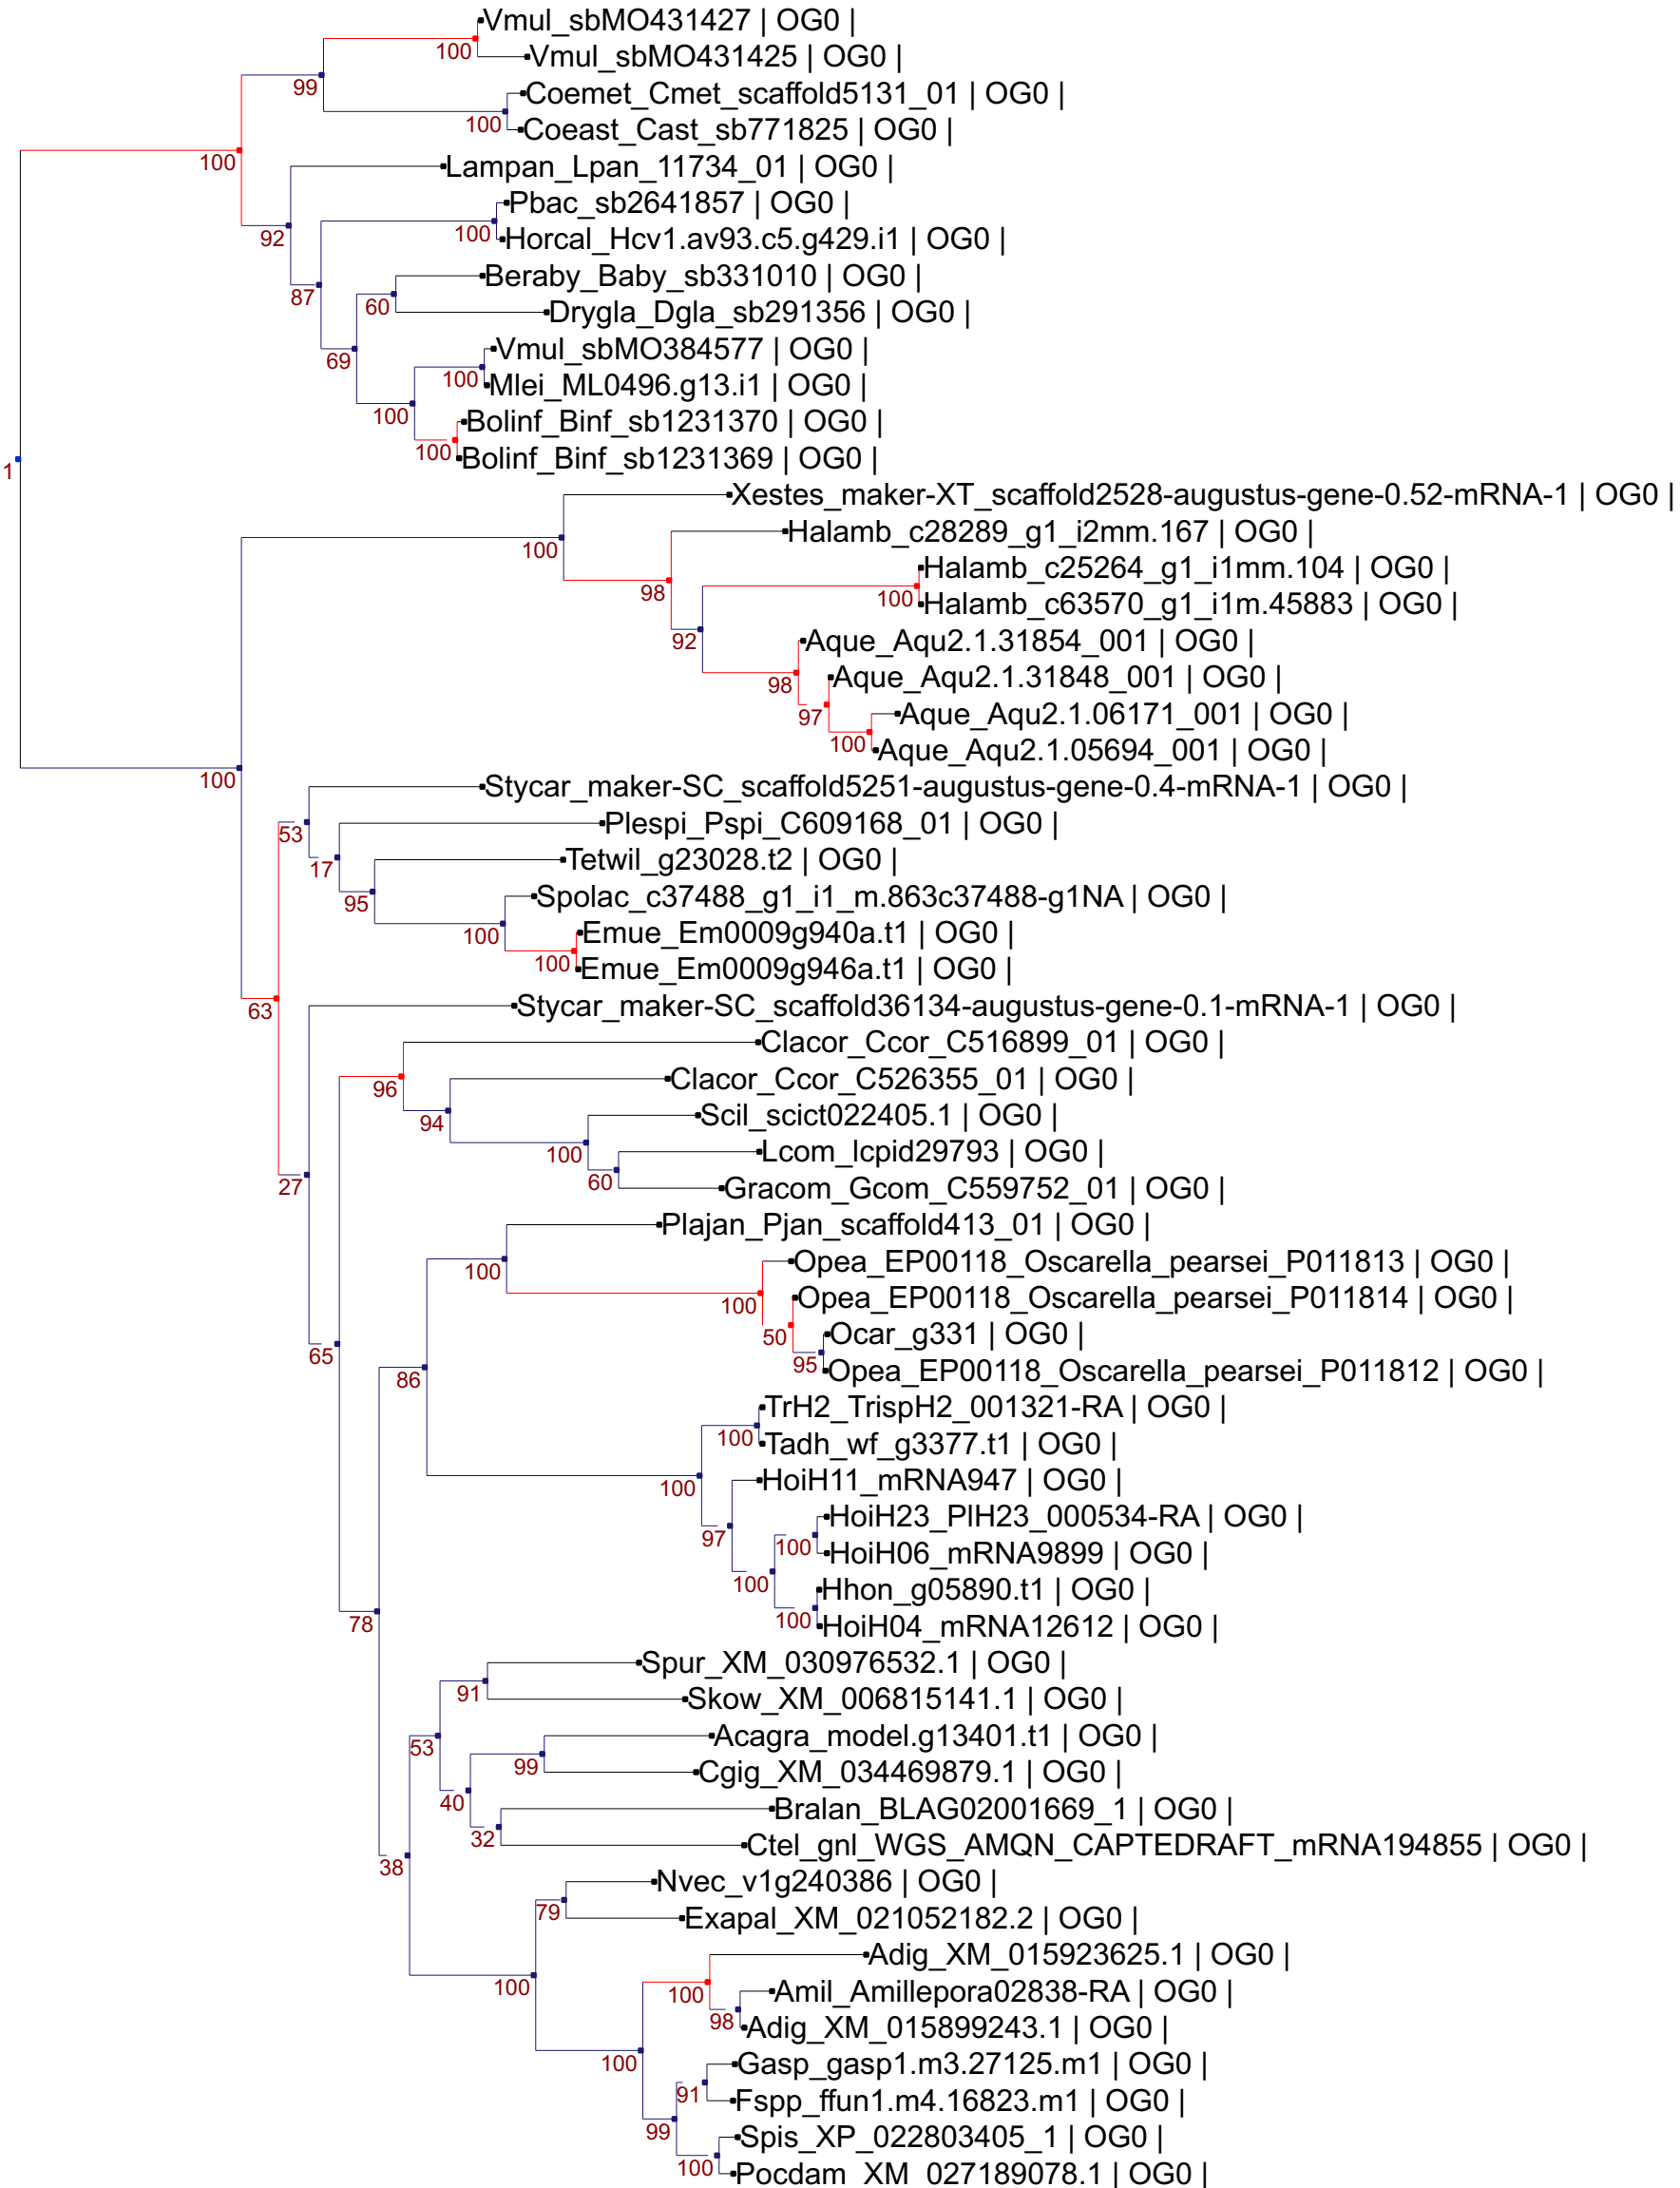 Vmul_sbMO431427 | OG0 |
100
Vmul_sbMO431425 | OG0 |
99
Coemet_Cmet_scaffold5131_01 | OG0 |
100
Coeast_Cast_sb771825 | OG0 |
100
Lampan_Lpan_11734_01 | OG0 |
Pbac_sb2641857 | OG0 |
92
100
Horcal_Hcv1.av93.c5.g429.i1 | OG0 |
Beraby_Baby_sb331010 | OG0 |
87
60
Drygla_Dgla_sb291356 | OG0 |
Vmul_sbMO384577 | OG0 |
69
100
Mlei_ML0496.g13.i1 | OG0 |
100
Bolinf_Binf_sb1231370 | OG0 |
100
Bolinf_Binf_sb1231369 | OG0 |
1
Xestes_maker-XT_scaffold2528-augustus-gene-0.52-mRNA-1 | OG0 |
Halamb_c28289_g1_i2mm.167 | OG0 |
100
Halamb_c25264_g1_i1mm.104 | OG0 |
98
100
Halamb_c63570_g1_i1m.45883 | OG0 |
92
Aque_Aqu2.1.31854_001 | OG0 |
Aque_Aqu2.1.31848_001 | OG0 |
98
97
Aque_Aqu2.1.06171_001 | OG0 |
100
Aque_Aqu2.1.05694_001 | OG0 |
100
Stycar_maker-SC_scaffold5251-augustus-gene-0.4-mRNA-1 | OG0 |
53
Plespi_Pspi_C609168_01 | OG0 |
17
Tetwil_g23028.t2 | OG0 |
95
Spolac_c37488_g1_i1_m.863c37488-g1NA | OG0 |
100
Emue_Em0009g940a.t1 | OG0 |
100
Emue_Em0009g946a.t1 | OG0 |
63
Stycar_maker-SC_scaffold36134-augustus-gene-0.1-mRNA-1 | OG0 |
Clacor_Ccor_C516899_01 | OG0 |
96
Clacor_Ccor_C526355_01 | OG0 |
94
Scil_scict022405.1 | OG0 |
100
Lcom_lcpid29793 | OG0 |
60
27
Gracom_Gcom_C559752_01 | OG0 |
Plajan_Pjan_scaffold413_01 | OG0 |
100
Opea_EP00118_Oscarella_pearsei_P011813 | OG0 |
100
Opea_EP00118_Oscarella_pearsei_P011814 | OG0 |
50
Ocar_g331 | OG0 |
65
95
Opea_EP00118_Oscarella_pearsei_P011812 | OG0 |
86
TrH2_TrispH2_001321-RA | OG0 |
100
Tadh_wf_g3377.t1 | OG0 |
100
HoiH11_mRNA947 | OG0 |
97
HoiH23_PlH23_000534-RA | OG0 |
100
HoiH06_mRNA9899 | OG0 |
100
Hhon_g05890.t1 | OG0 |
100
HoiH04_mRNA12612 | OG0 |
78
Spur_XM_030976532.1 | OG0 |
91
Skow_XM_006815141.1 | OG0 |
53
Acagra_model.g13401.t1 | OG0 |
99
Cgig_XM_034469879.1 | OG0 |
40
Bralan_BLAG02001669_1 | OG0 |
32
Ctel_gnl_WGS_AMQN_CAPTEDRAFT_mRNA194855 | OG0 |
38
Nvec_v1g240386 | OG0 |
79
Exapal_XM_021052182.2 | OG0 |
Adig_XM_015923625.1 | OG0 |
100
100
Amil_Amillepora02838-RA | OG0 |
98
Adig_XM_015899243.1 | OG0 |
100
Gasp_gasp1.m3.27125.m1 | OG0 |
91
Fspp_ffun1.m4.16823.m1 | OG0 |
99
Spis_XP_022803405_1 | OG0 |
100
Pocdam_XM_027189078.1 | OG0 |